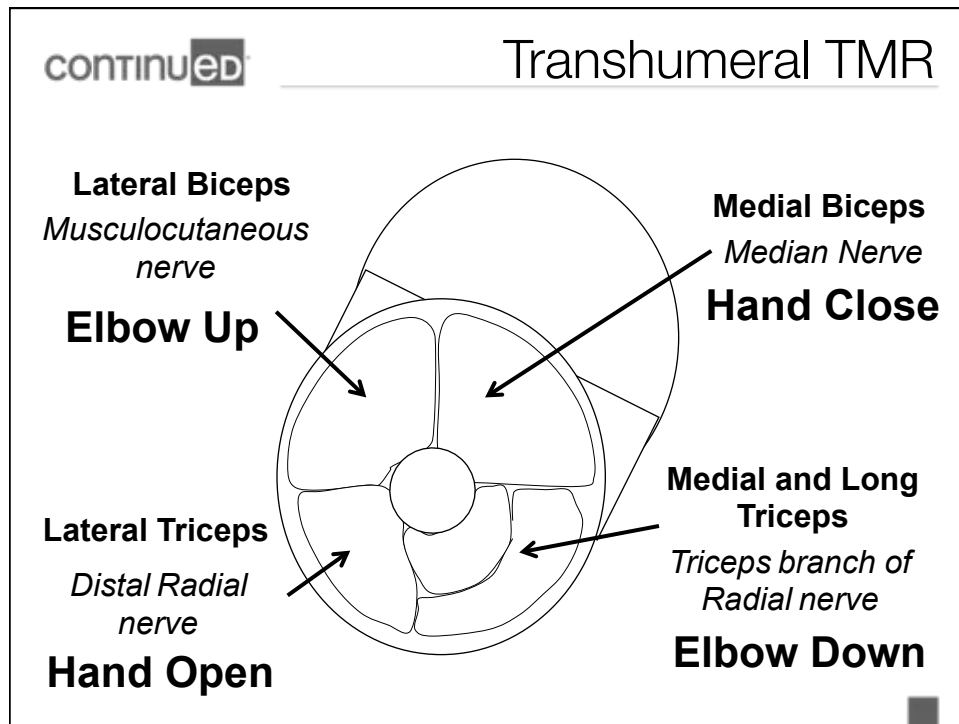 continued
Transhumeral TMR
Lateral Biceps
Musculocutaneous
nerve
Elbow Up
Medial Biceps
Median Nerve
Hand Close
Lateral Triceps
Distal Radial
nerve
Hand Open
Medial and Long
Triceps
Triceps branch of
Radial nerve
Elbow Down